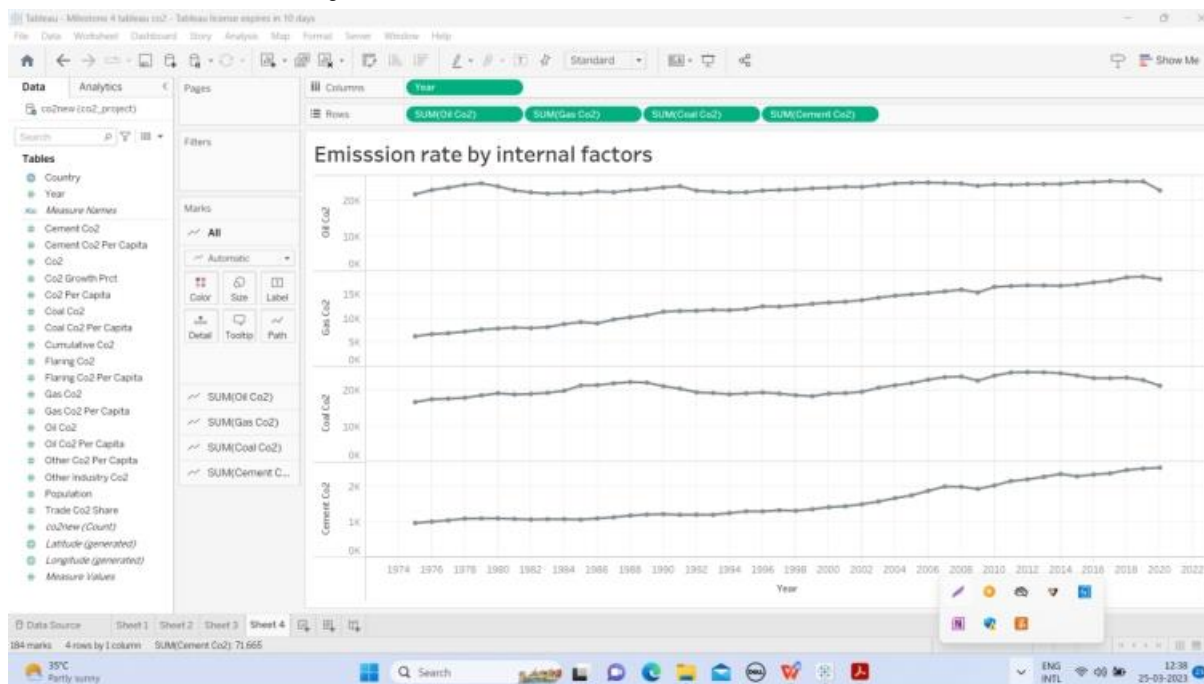 Tableau - Milestone 4 tableau co2 - Tableau license expires in 10 days
File Data Worksheet Dashboard Story Analysis Map Format Server Window Help
Standard
Show Me
Data Analytics
co2new (co2_project)
Search
Tables
Country
Year
Abc Measure Names
Cement Co2
Cement Co2 Per Capita
Co2
Co2 Growth Prct
Co2 Per Capita
Coal Co2
Coal Co2 Per Capita
Cumulative Co2
Flaring Co2
Flaring Co2 Per Capita
Gas Co2
Gas Co2 Per Capita
Oil Co2
Oil Co2 Per Capita
Other Co2 Per Capita
Other Industry Co2
Population
Trade Co2 Share
co2new (Count)
Latitude (generated)
Longitude (generated)
Measure Values
Pages
Filters
Marks
All
Automatic
Color Size Label
Detail Tooltip Path
SUM(Oil Co2)
SUM(Gas Co2)
SUM(Coal Co2)
SUM(Cement C...
Columns Year
Rows SUM(Oil Co2) SUM(Gas Co2) SUM(Coal Co2) SUM(Cement Co2)
Emisssion rate by internal factors
Oil Co2
20K
10K
0K
Gas Co2
15K
10K
5K
0K
Coal Co2
20K
10K
0K
Cement Co2
2K
1K
0K
1974 1976 1978 1980 1982 1984 1986 1988 1990 1992 1994 1996 1998 2000 2002 2004 2006 2008 2010 2012 2014 2016 2018 2020 2022
Year
Data Source Sheet 1 Sheet 2 Sheet 3 Sheet 4
184 marks 4 rows by 1 column SUM(Cement Co2): 71,665
35°C
Partly sunny
Search
DELL
ENG
INTL
12:38
25-03-2023